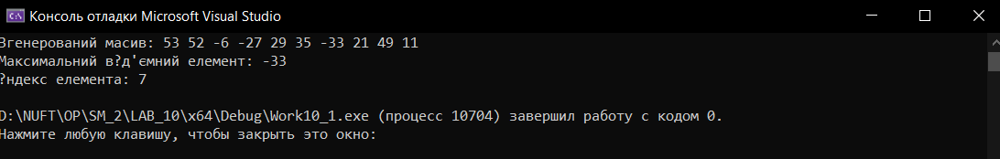 Консоль отладки Microsoft Visual Studio
Згенерований масив: 53 52 -6 -27 29 35 -33 21 49 11
Максимальний в?д'ємний елемент: -33
?ндекс елемента: 7
D:\NUFT\OP\SM_2\LAB_10\x64\Debug\Work10_1.exe (процесс 10704) завершил работу с кодом 0.
Нажмите любую клавишу, чтобы закрыть это окно: